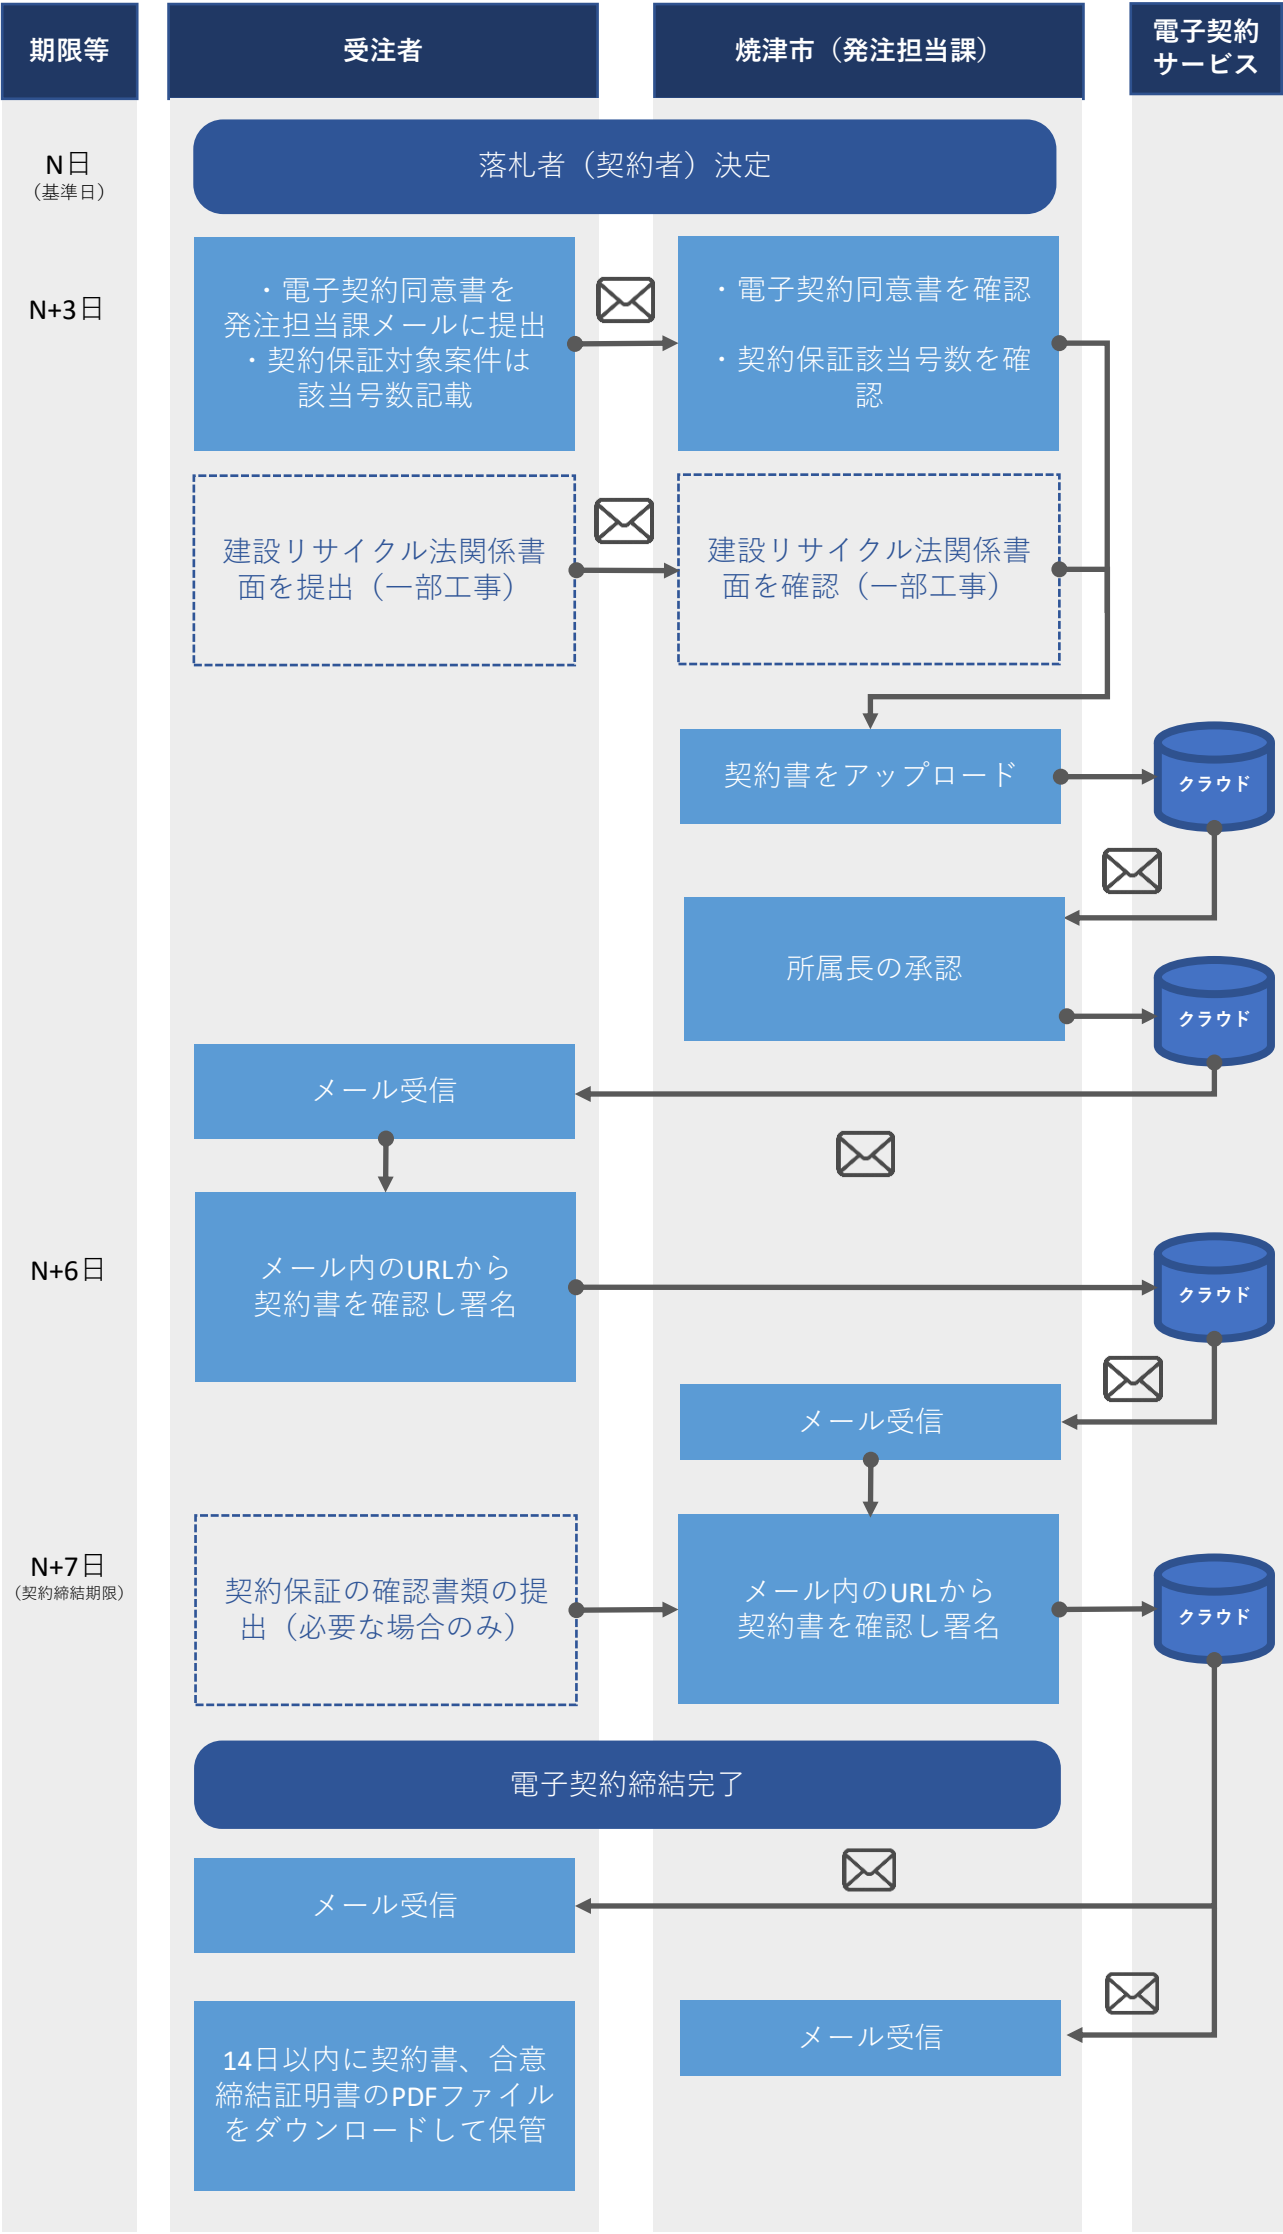 期限等
受注者
焼津市（発注担当課）
電子契約
サービス
N日
（基準日）
落札者（契約者）決定
N+3日
・電子契約同意書を
発注担当課メールに提出
・契約保証対象案件は
該当号数記載
・電子契約同意書を確認
・契約保証該当号数を確
認
建設リサイクル法関係書
面を提出（一部工事）
建設リサイクル法関係書
面を確認（一部工事）
契約書をアップロード
クラウド
所属長の承認
クラウド
メール受信
N+6日
メール内のURLから
契約書を確認し署名
クラウド
メール受信
N+7日
（契約締結期限）
契約保証の確認書類の提
出（必要な場合のみ）
メール内のURLから
契約書を確認し署名
クラウド
電子契約締結完了
メール受信
メール受信
14日以内に契約書、合意
締結証明書のPDFファイル
をダウンロードして保管